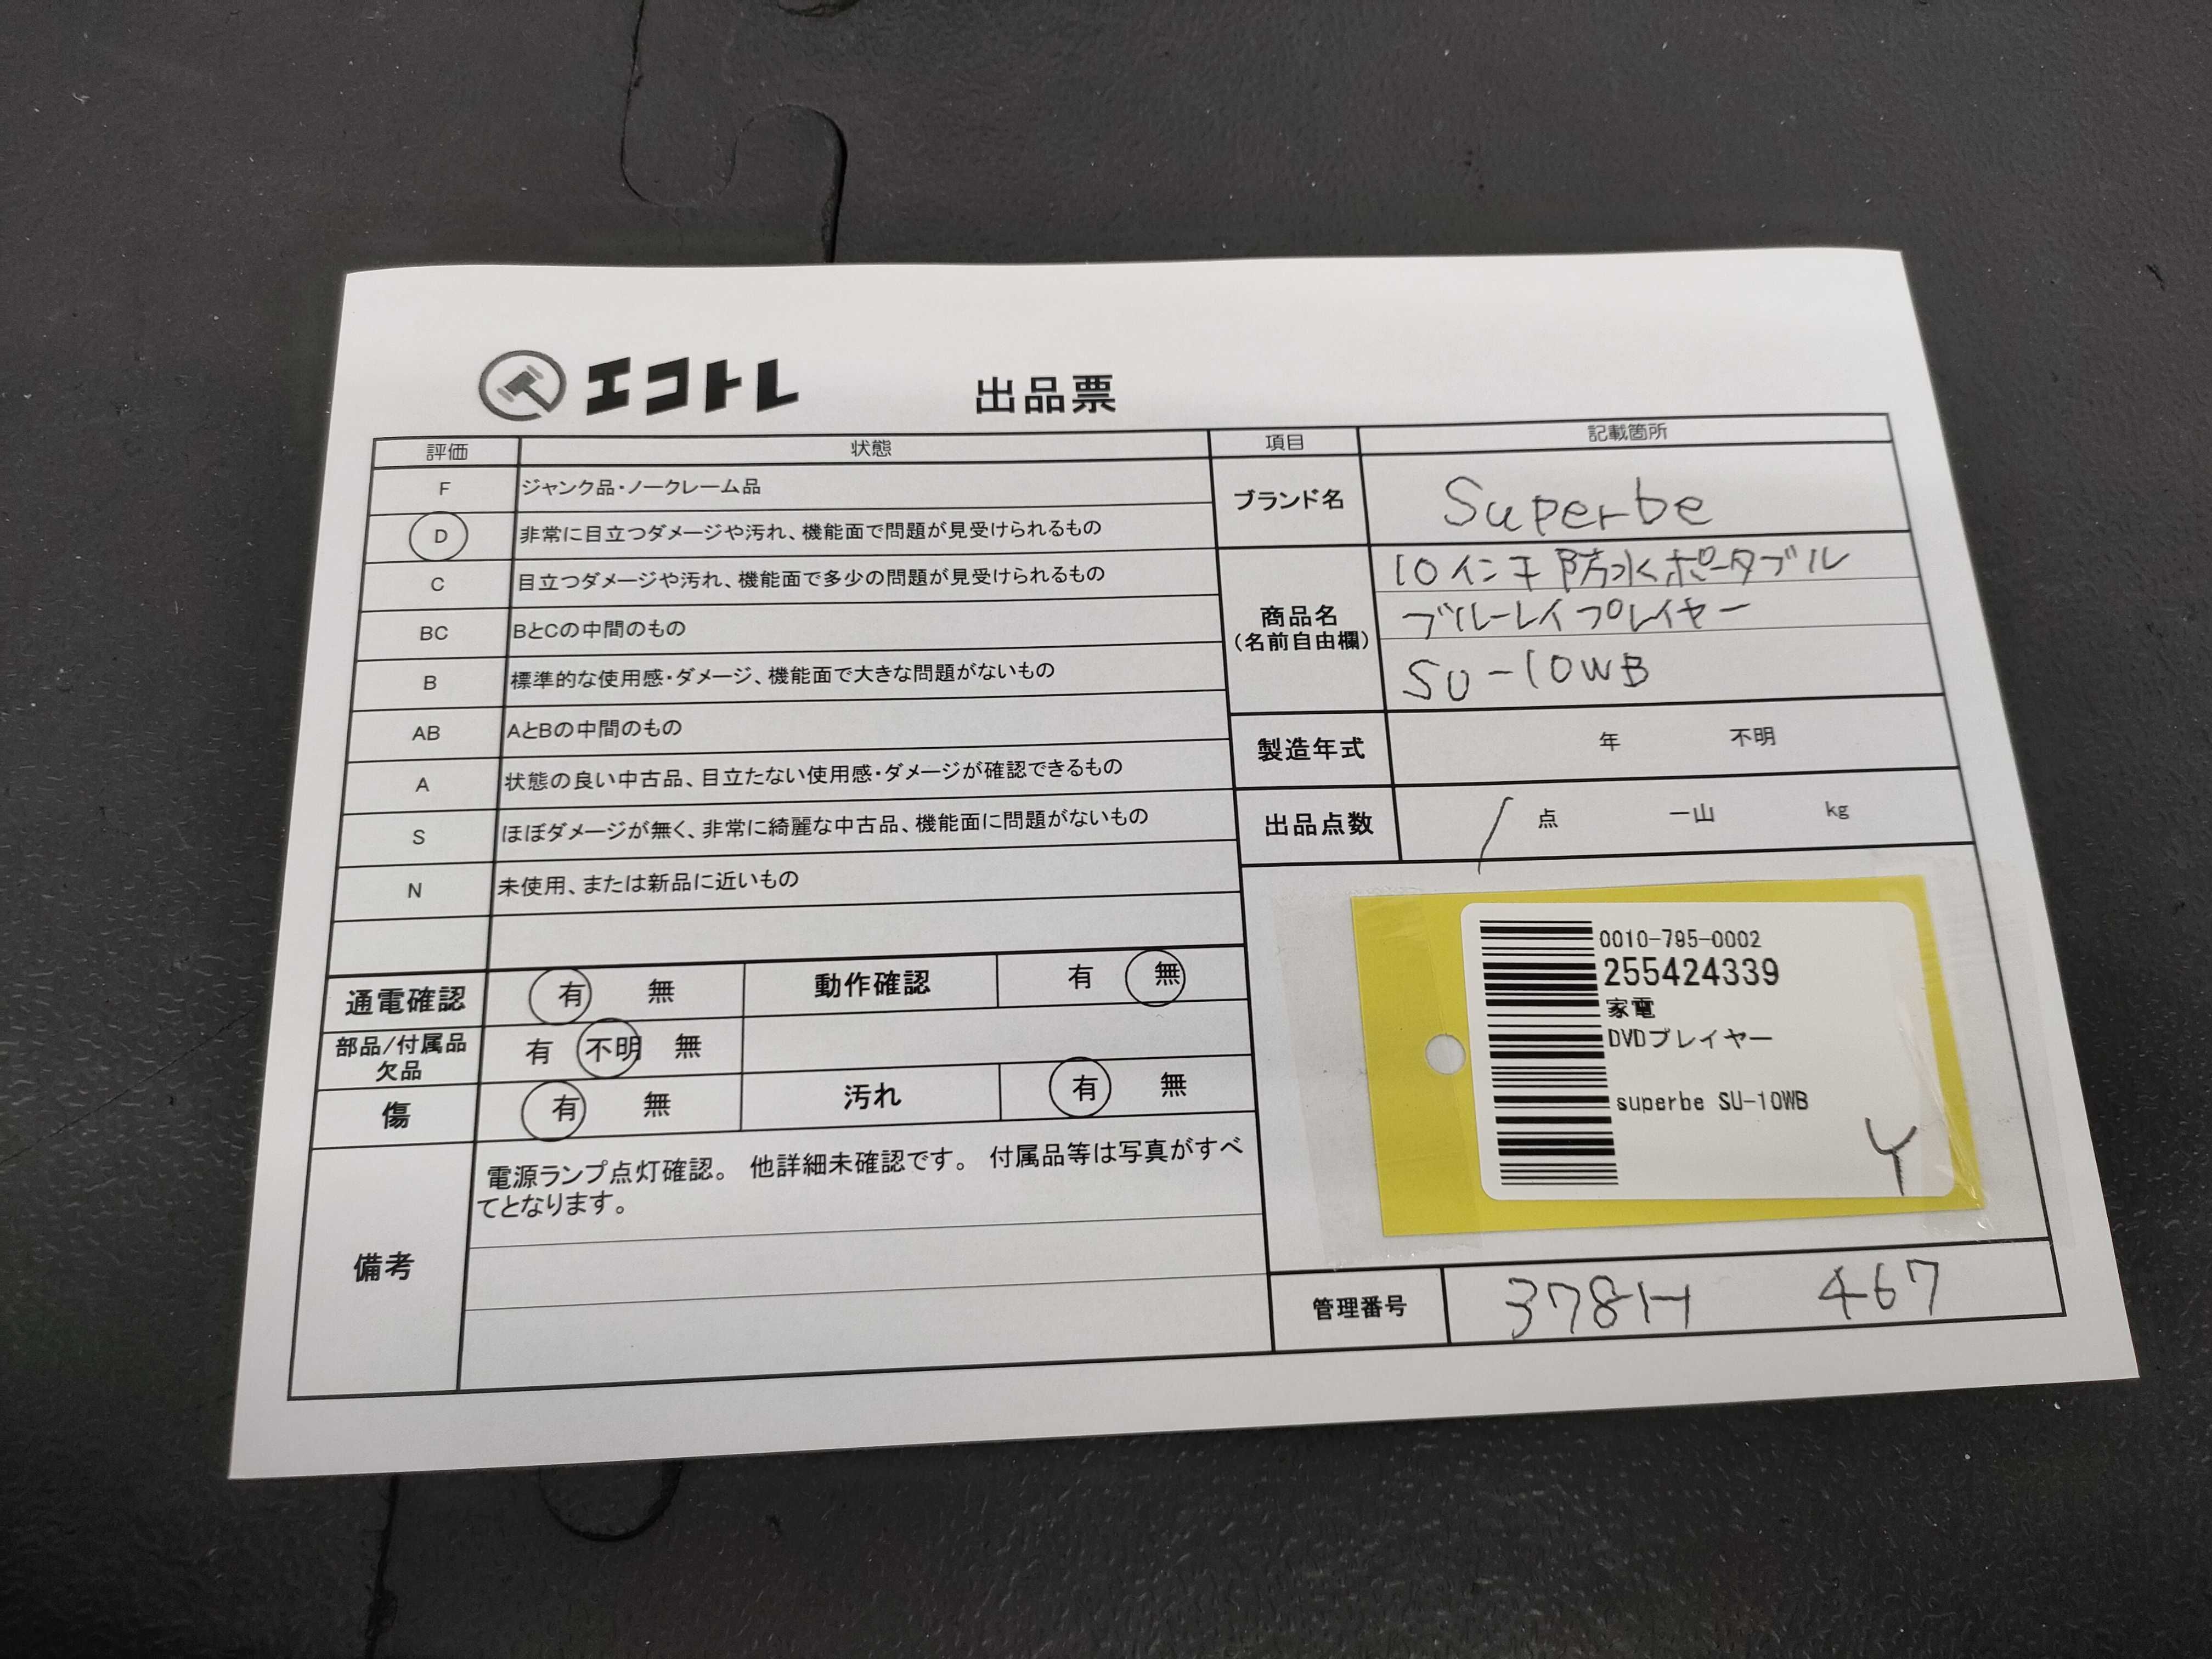 エコトレ 出品票
評価 状態 項目 記載箇所
F ジャンク品・ノークレーム品
D 非常に目立つダメージや汚れ、機能面で問題が見受けられるもの
C 目立つダメージや汚れ、機能面で多少の問題が見受けられるもの
BC BとCの中間のもの
B 標準的な使用感・ダメージ、機能面で大きな問題がないもの
AB AとBの中間のもの
A 状態の良い中古品、目立たない使用感・ダメージが確認できるもの
S ほぼダメージが無く、非常に綺麗な中古品、機能面に問題がないもの
N 未使用、または新品に近いもの
通電確認 有 無 動作確認 有 無
部品/付属品
欠品 有 不明 無
傷 有 無 汚れ 有 無
備考 電源ランプ点灯確認。 他詳細未確認です。 付属品等は写真がすべ
てとなります。
ブランド名 Superbe
商品名
(名前自由欄)
10インチ防水ポータブル
ブルーレイプレイヤー
SU-10WB
製造年式 年 不明
出品点数 1 点 一山 kg
0010-795-0002
255424339
家電
DVDプレイヤー
superbe SU-10WB
Y
管理番号 378H 467